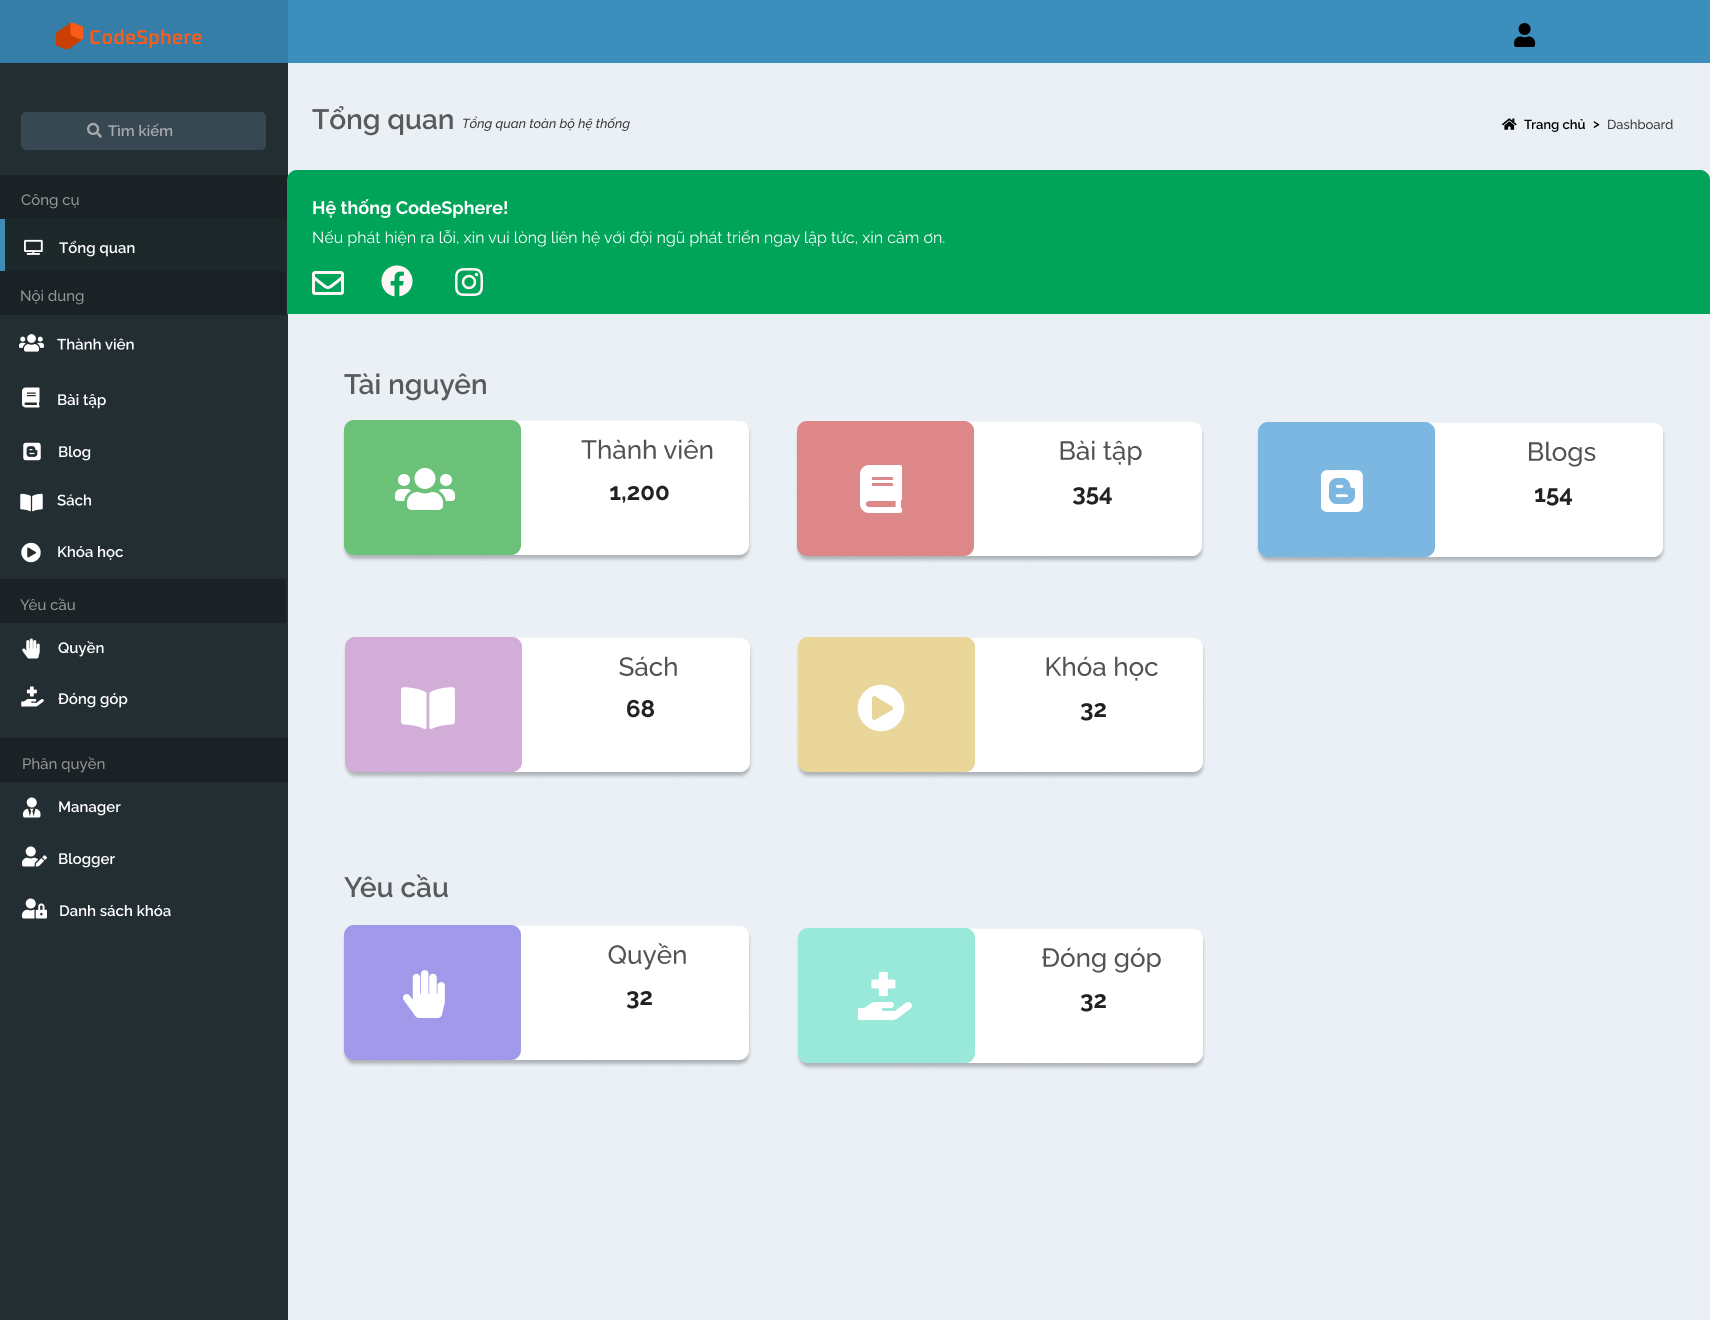 CodeSphere
Tìm kiếm
Công cụ
Tổng quan
Nội dung
Thành viên
Bài tập
Blog
Sách
Khóa học
Yêu cầu
Quyền
Đóng góp
Phân quyền
Manager
Blogger
Danh sách khóa
Tổng quan Tổng quan toàn bộ hệ thống
Trang chủ > Dashboard
Hệ thống CodeSphere!
Nếu phát hiện ra lỗi, xin vui lòng liên hệ với đội ngũ phát triển ngay lập tức, xin cảm ơn.
Tài nguyên
Thành viên
1,200
Bài tập
354
Blogs
154
Sách
68
Khóa học
32
Yêu cầu
Quyền
32
Đóng góp
32